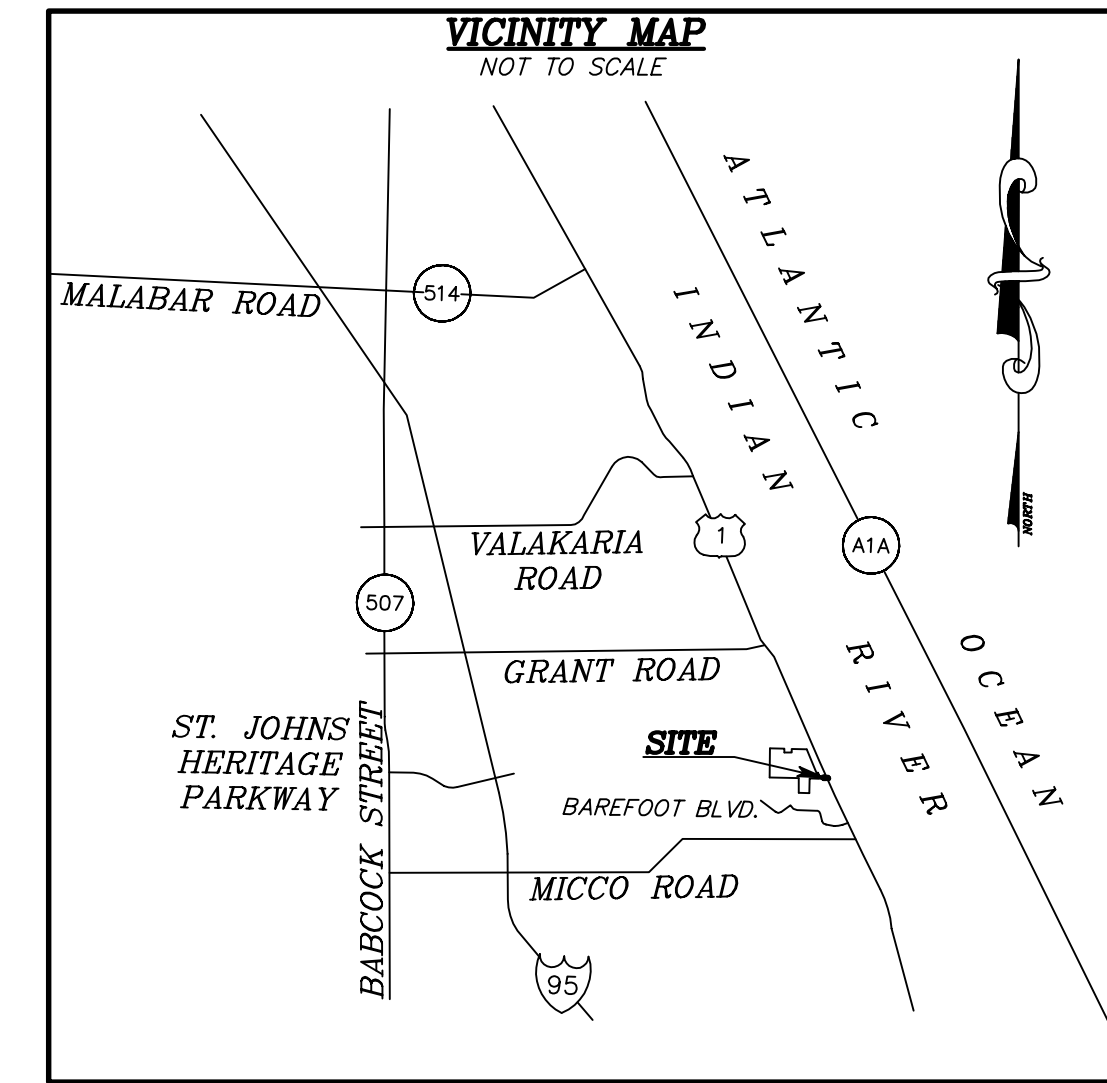 VICINITY MAP
NOT TO SCALE
ATLANTIC
OCEAN
INDIAN
RIVER
NORTH
MALABAR ROAD
514
VALAKARIA
ROAD
1
A1A
507
GRANT ROAD
ST. JOHNS
HERITAGE
PARKWAY
BABCOCK STREET
SITE
BAREFOOT BLVD.
MICCO ROAD
95